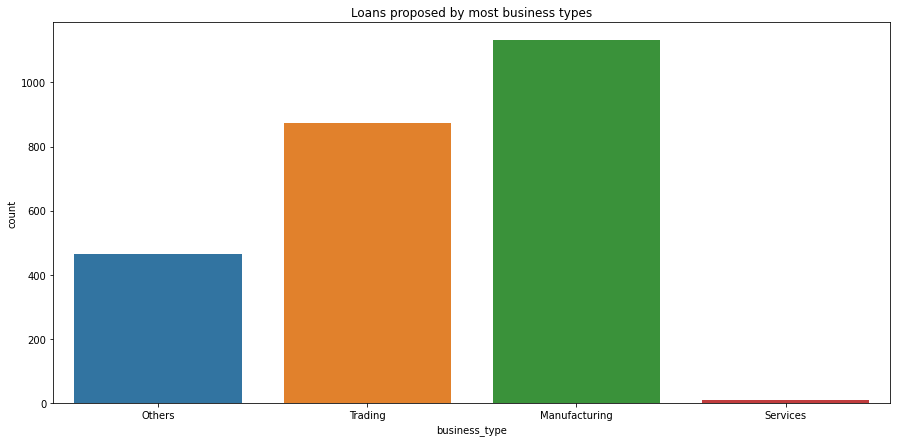 Loans proposed by most business types
count
1000
800
600
400
200
0
Others Trading Manufacturing Services
business_type